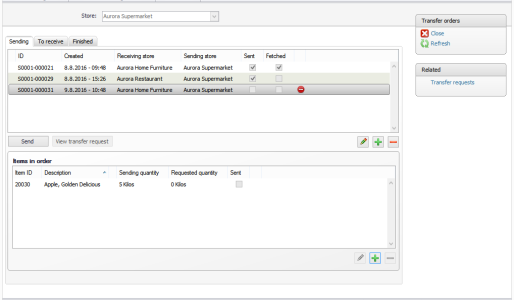 Store: Aurora Supermarket
Transfer orders
Close
Refresh
Related
Transfer requests
Sending To receive Finished
ID Created Receiving store Sending store Sent Fetched
S0001-000021 8.8.2016 - 09:48 Aurora Home Furniture Aurora Supermarket
S0001-000029 8.8.2016 - 15:26 Aurora Restaurant Aurora Supermarket
S0001-000031 9.8.2016 - 10:48 Aurora Home Furniture Aurora Supermarket
Send View transfer request
Items in order
Item ID Description Sending quantity Requested quantity Sent
20030 Apple, Golden Delicious 5 Kilos 0 Kilos